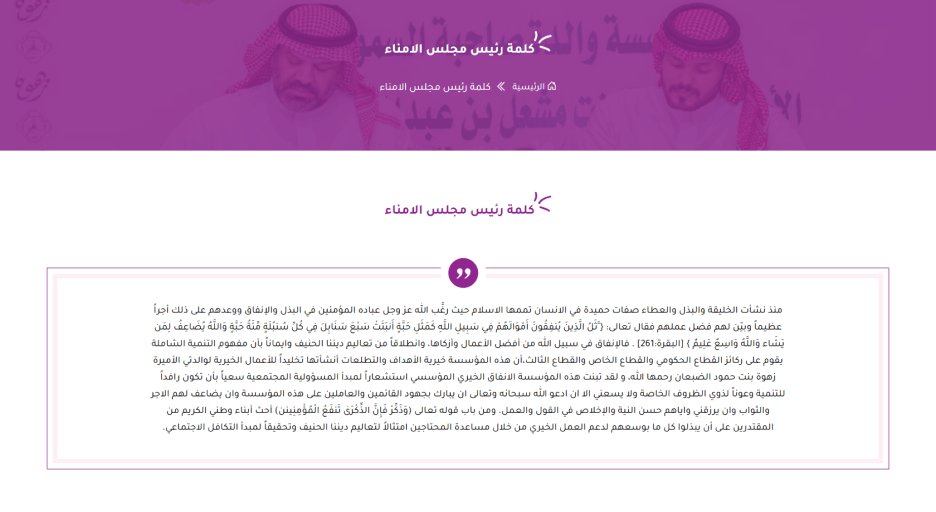 كلمة رئيس مجلس الامناء
الرئيسية » كلمة رئيس مجلس الامناء
كلمة رئيس مجلس الامناء
منذ نشأت الخليقة والبذل والعطاء صفات حميدة في الانسان تممها الاسلام حيث رغَّب الله عز وجل عباده المؤمنين في البذل والإنفاق ووعدهم على ذلك أجراً
عظيماً وبيّن لهم فضل عملهم فقال تعالى: {مَّثَلُ الَّذِينَ يُنفِقُونَ أَمْوَالَهُمْ فِي سَبِيلِ اللَّهِ كَمَثَلِ حَبَّةٍ أَنبَتَتْ سَبْعَ سَنَابِلَ فِي كُلِّ سُنبُلَةٍ مِّئَةُ حَبَّةٍ وَاللَّهُ يُضَاعِفُ لِمَن
يَشَاء وَاللَّهُ وَاسِعٌ عَلِيمٌ } [البقرة:261] . فالإنفاق في سبيل الله من أفضل الأعمال وأزكاها، وانطلاقاً من تعاليم ديننا الحنيف وايماناً بأن مفهوم التنمية الشاملة
يقوم على ركائز القطاع الحكومي والقطاع الخاص والقطاع الثالث،أن هذه المؤسسة خيرية الأهداف والتطلعات أنشأتها تخليداً للأعمال الخيرية لوالدتي الأميرة
زهوة بنت حمود الضبعان رحمها الله، و لقد تبنت هذه المؤسسة الانفاق الخيري المؤسسي استشعاراً لمبدأ المسؤولية المجتمعية سعياً بأن تكون رافداً
للتنمية وعوناً لذوي الظروف الخاصة ولا يسعني الا ان ادعو الله سبحانه وتعالى ان يبارك بجهود القائمين والعاملين على هذه المؤسسة وان يضاعف لهم الاجر
والثواب وان يرزقني واياهم حسن النية والإخلاص في القول والعمل. ومن باب قوله تعالى (وَذَكِّرْ فَإِنَّ الذِّكْرَى تَنفَعُ الْمُؤْمِنِينَ) أحث أبناء وطني الكريم من
المقتدرين على أن يبذلوا كل ما بوسعهم لدعم العمل الخيري من خلال مساعدة المحتاجين امتثالاً لتعاليم ديننا الحنيف وتحقيقاً لمبدأ التكافل الاجتماعي.